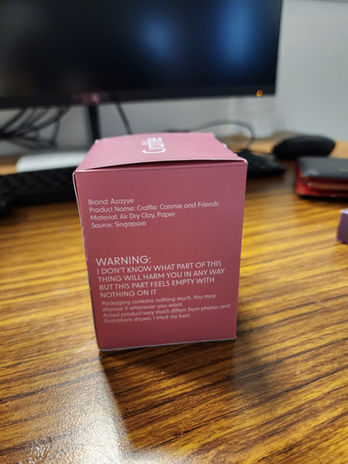 Craftie
Brand: Azayye
Product Name: Craftie: Canmie and Friends
Material: Air Dry Clay, Paper
Source: Singapore
WARNING:
I DON'T KNOW WHAT PART OF THIS
THING WILL HARM YOU IN ANY WAY
BUT THIS PART FEELS EMPTY WITH
NOTHING ON IT
Packaging contains nothing much. You may
dispose it whenever you want.
Actual product very much differs from photos and
illustrations shown. I tried my best.